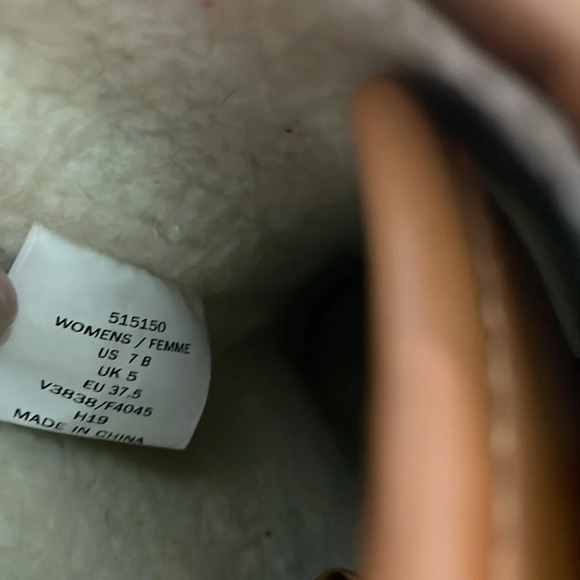 515150
WOMENS / FEMME
US 7 B
UK 5
EU 37.5
V3838/F4045
H19
MADE IN CHINA